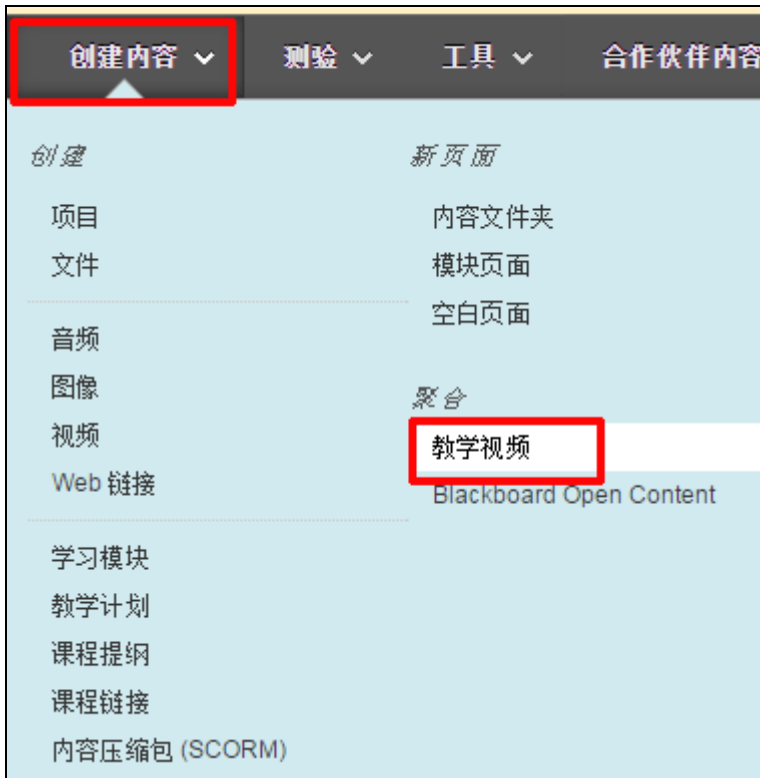 创建内容 测验 工具 合作伙伴内容
创建
项目
文件
音频
图像
视频
Web 链接
学习模块
教学计划
课程提纲
课程链接
内容压缩包 (SCORM)
新页面
内容文件夹
模块页面
空白页面
聚合
教学视频
Blackboard Open Content